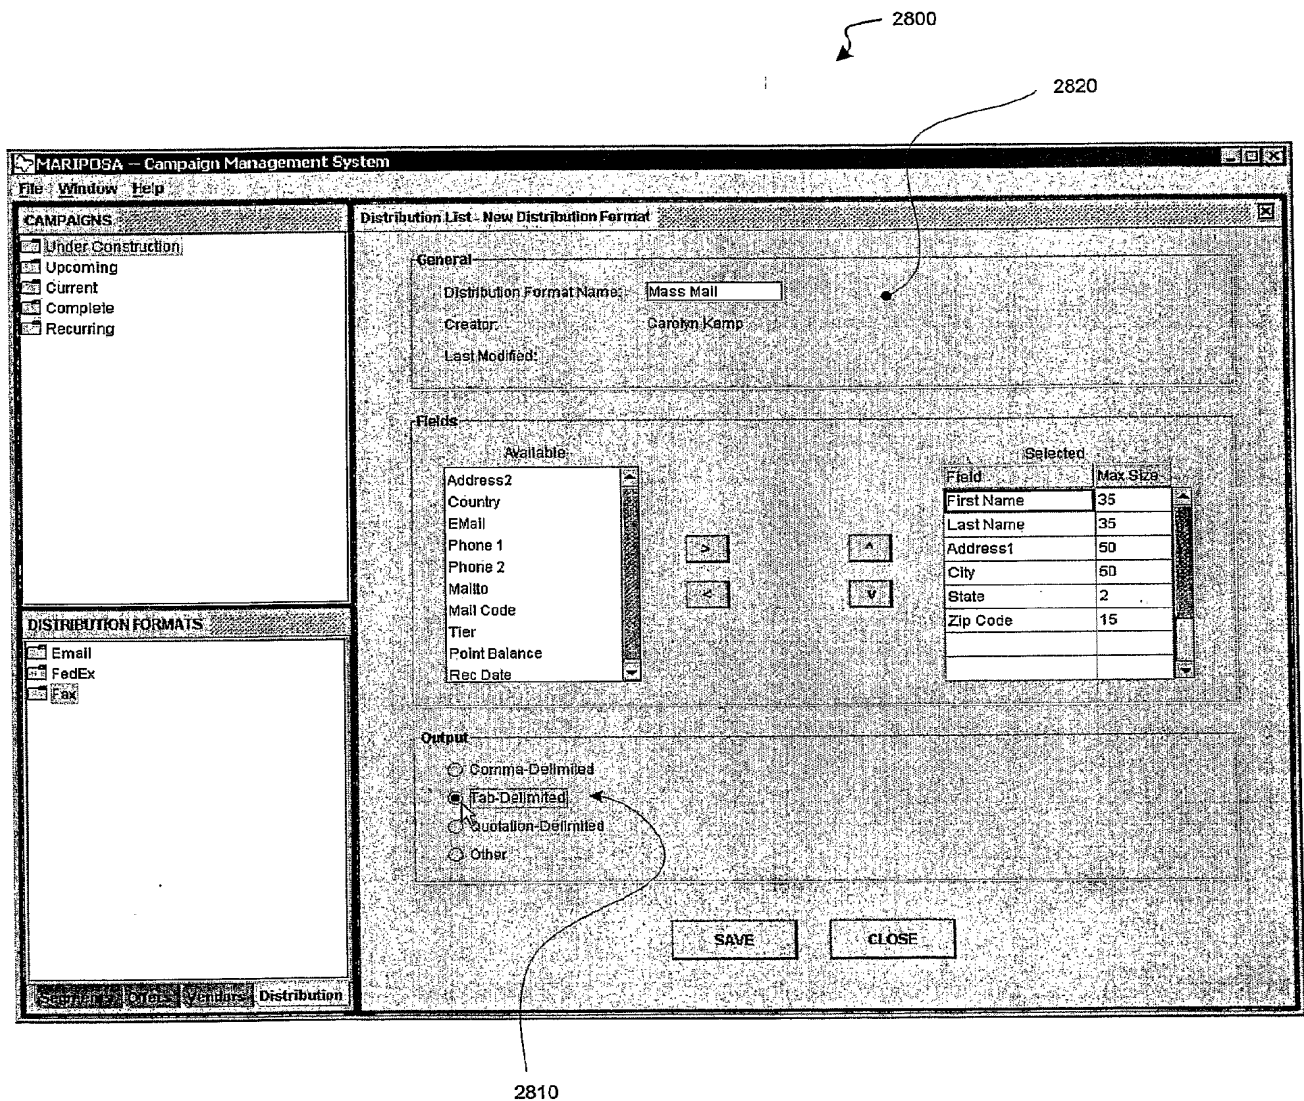 2800
2820
MARIPOSA -- Campaign Management System
File Window Help
CAMPAIGNS
Under Construction
Upcoming
Current
Complete
Recurring
DISTRIBUTION FORMATS
Email
FedEx
Fax
Segments Offers Vendors Distribution
Distribution List - New Distribution Format
General
Distribution Format Name: Mass Mail
Creator: Carolyn Kamp
Last Modified:
Fields
Available
Address2
Country
EMail
Phone 1
Phone 2
Mailto
Mail Code
Tier
Point Balance
Rec Date
>
<
^
v
Selected
Field Max Size
First Name 35
Last Name 35
Address1 50
City 50
State 2
Zip Code 15
Output
Comma-Delimited
Tab-Delimited
Quotation-Delimited
Other
SAVE CLOSE
2810